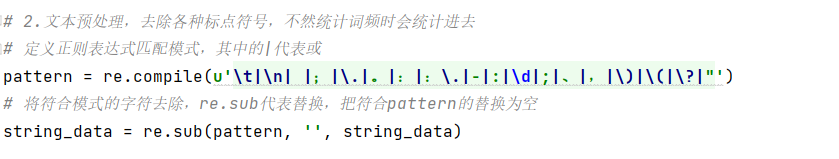 # 2.文本预处理，去除各种标点符号，不然统计词频时会统计进去
# 定义正则表达式匹配模式，其中的|代表或
pattern = re.compile(u'\t|\n| |；|\.|。|：|：\.|-|:|\d|;|、|，|\)|\(|\?|"')
# 将符合模式的字符去除，re.sub代表替换，把符合pattern的替换为空
string_data = re.sub(pattern, '', string_data)